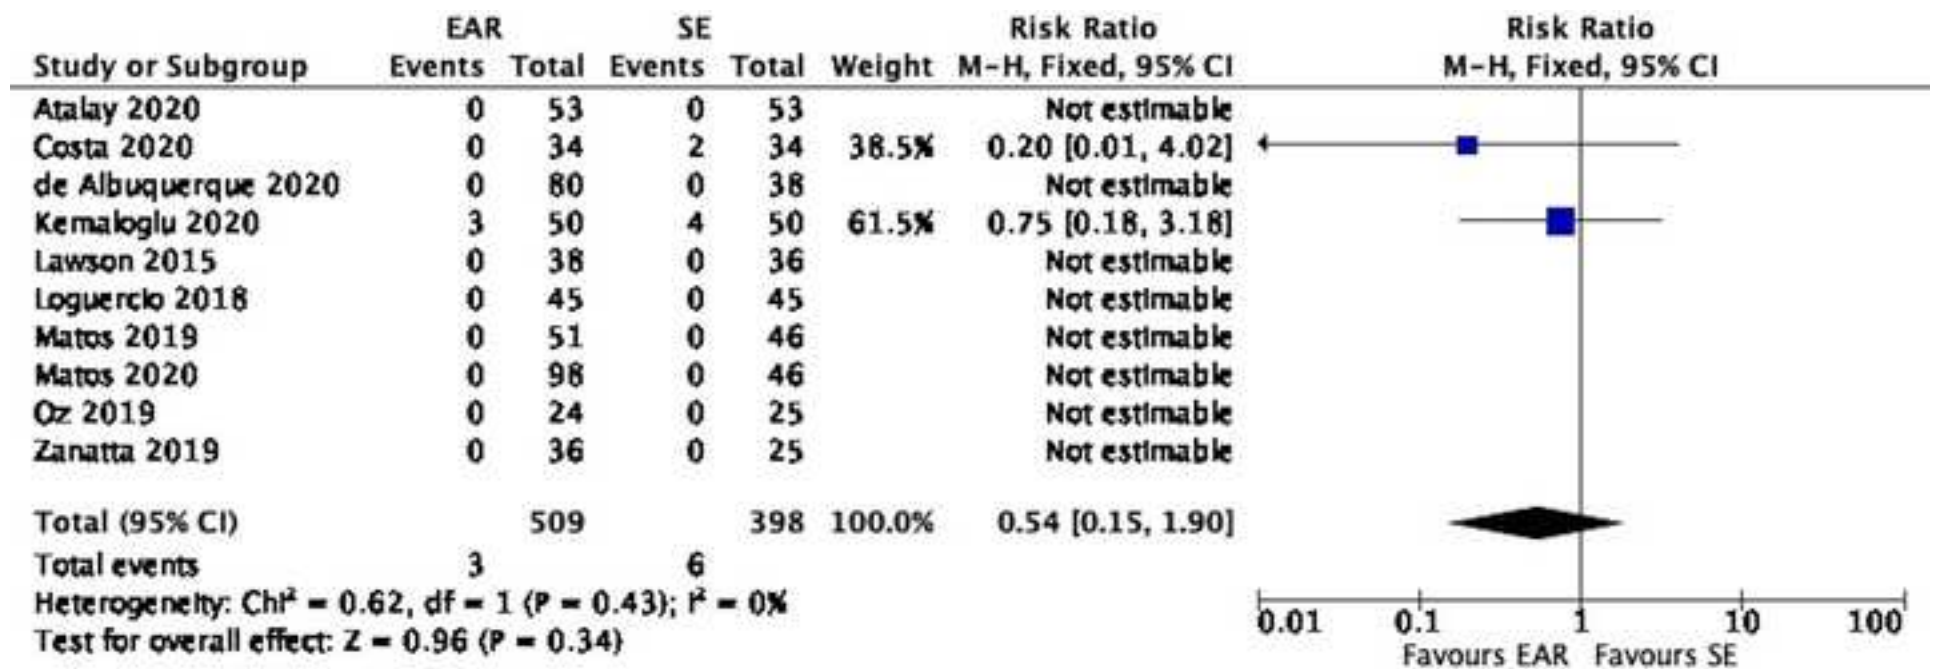 EAR SE Risk Ratio Risk Ratio
Study or Subgroup Events Total Events Total Weight M-H, Fixed, 95% CI M-H, Fixed, 95% CI
Atalay 2020 0 53 0 53 Not estimable
Costa 2020 0 34 2 34 38.5% 0.20 [0.01, 4.02]
de Albuquerque 2020 0 80 0 38 Not estimable
Kemaloglu 2020 3 50 4 50 61.5% 0.75 [0.18, 3.18]
Lawson 2015 0 38 0 36 Not estimable
Loguercio 2018 0 45 0 45 Not estimable
Matos 2019 0 51 0 46 Not estimable
Matos 2020 0 98 0 46 Not estimable
Oz 2019 0 24 0 25 Not estimable
Zanatta 2019 0 36 0 25 Not estimable
Total (95% CI) 509 398 100.0% 0.54 [0.15, 1.90]
Total events 3 6
Heterogeneity: Chi² = 0.62, df = 1 (P = 0.43); I² = 0%
Test for overall effect: Z = 0.96 (P = 0.34)
0.01 0.1 1 10 100
Favours EAR Favours SE